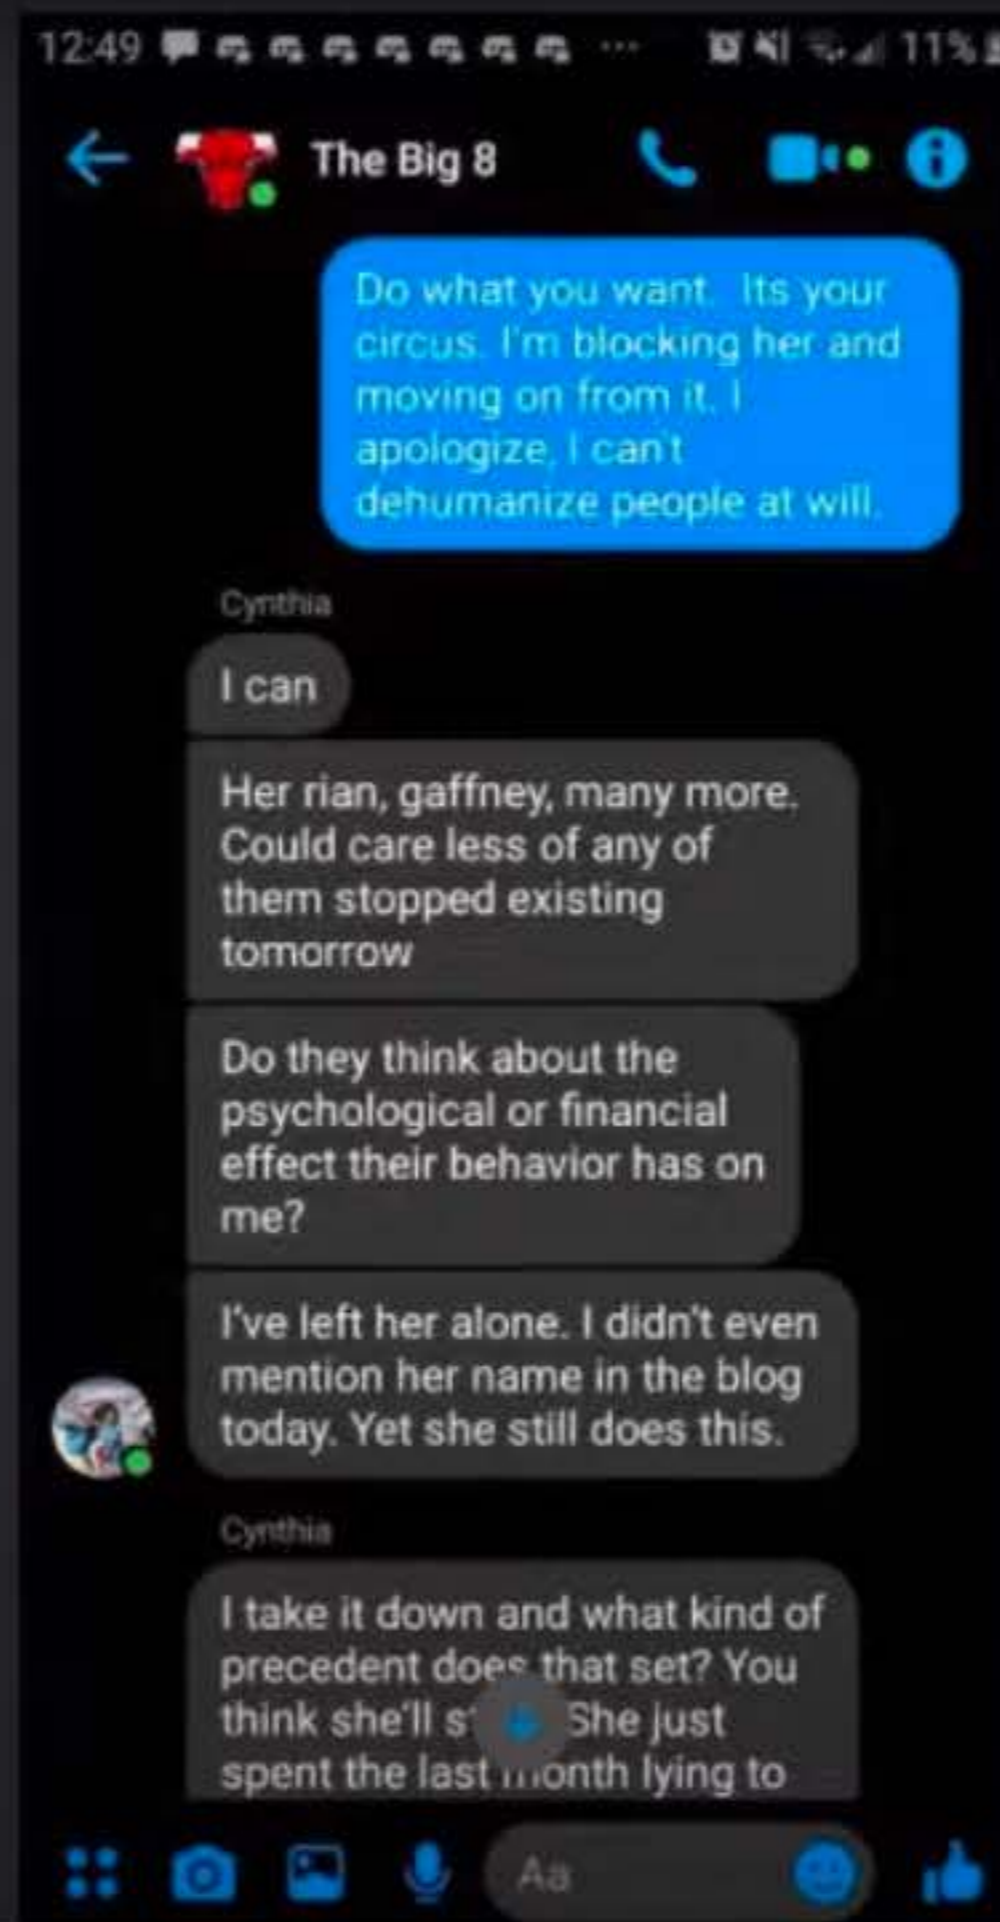 12:49
11%
The Big 8
Do what you want. Its your
circus. I'm blocking her and
moving on from it. I
apologize, I can't
dehumanize people at will.
Cynthia
I can
Her rian, gaffney, many more.
Could care less of any of
them stopped existing
tomorrow
Do they think about the
psychological or financial
effect their behavior has on
me?
I've left her alone. I didn't even
mention her name in the blog
today. Yet she still does this.
Cynthia
I take it down and what kind of
precedent does that set? You
think she'll She just
spent the last month lying to
Aa